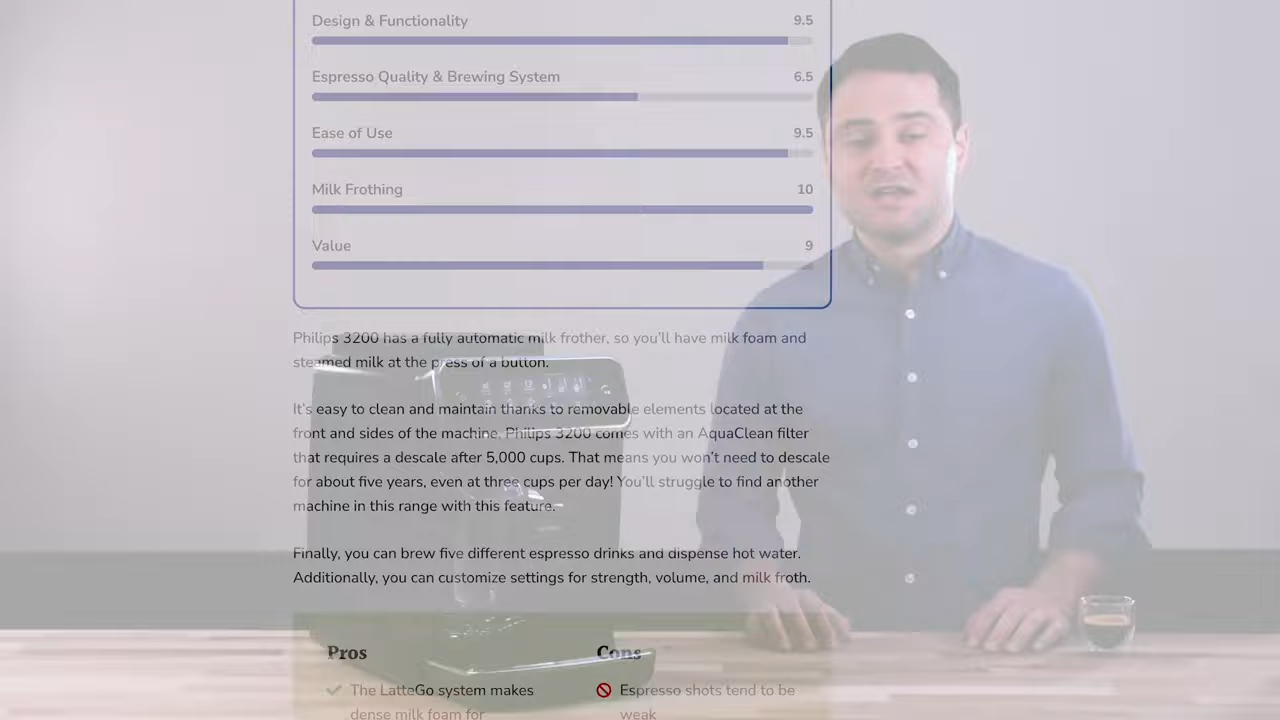 Design & Functionality 9.5
Espresso Quality & Brewing System 6.5
Ease of Use 9.5
Milk Frothing 10
Value 9
Philips 3200 has a fully automatic milk frother, so you'll have milk foam and
steamed milk at the press of a button.
It's easy to clean and maintain thanks to removable elements located at the
front and sides of the machine. Philips 3200 comes with an AquaClean filter
that requires a descale after 5,000 cups. That means you won't need to descale
for about five years, even at three cups per day! You'll struggle to find another
machine in this range with this feature.
Finally, you can brew five different espresso drinks and dispense hot water.
Additionally, you can customize settings for strength, volume, and milk froth.
Pros Cons
The LatteGo system makes Espresso shots tend to be
dense milk foam for weak